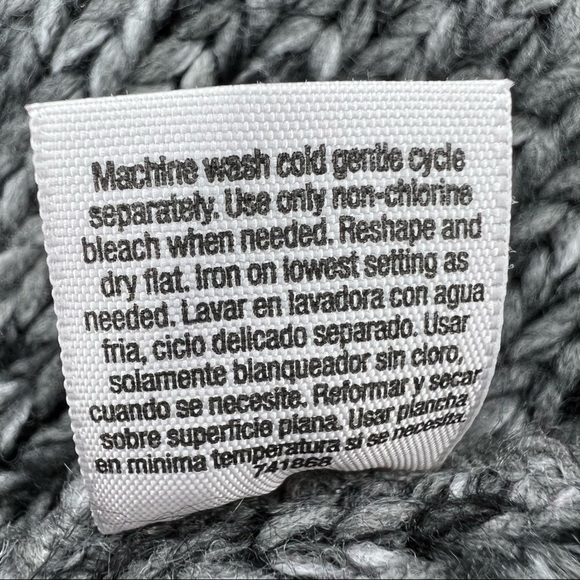 Machine wash cold gentle cycle
separately. Use only non-chlorine
bleach when needed. Reshape and
dry flat. Iron on lowest setting as
needed. Lavar en lavadora con agua
fria, ciclo delicado separado. Usar
solamente blanqueador sin cloro,
cuando se necesite. Reformar y secar
sobre superficie plana. Usar plancha
en minima temperatura si se necesita.
741868